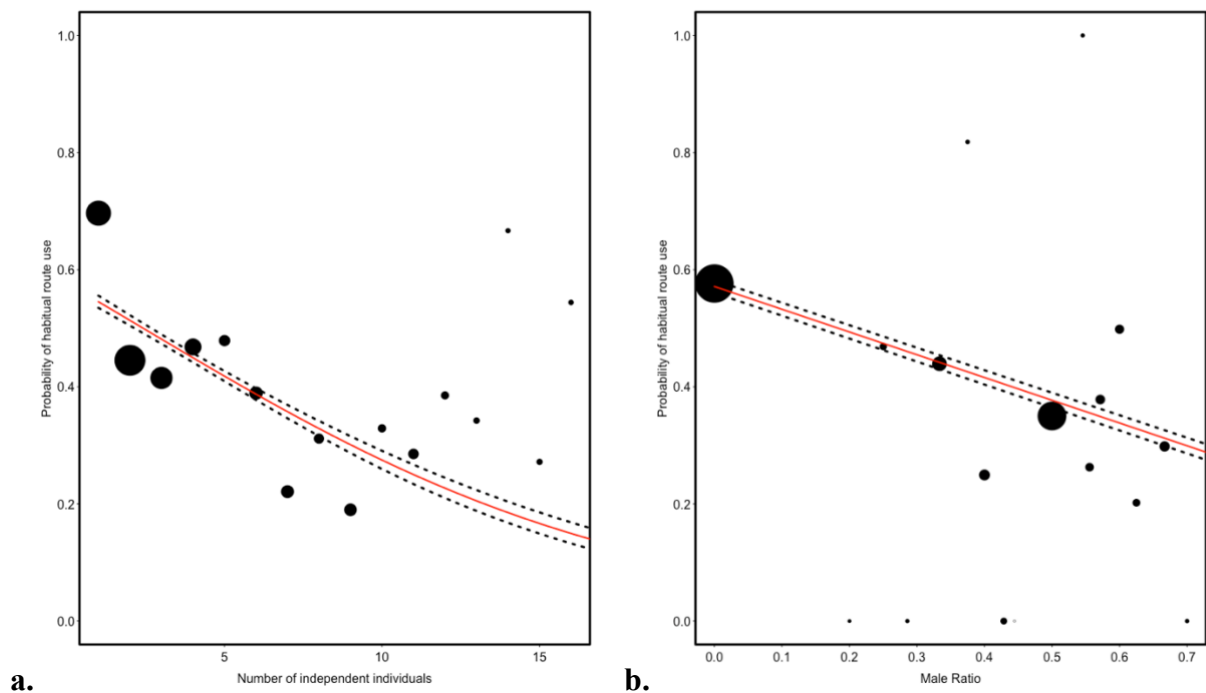 1.0
0.8
0.6
0.4
0.2
0.0
Probability of habitual route use
5 10 15
Number of independent individuals
a.
1.0
0.8
0.6
0.4
0.2
0.0
Probability of habitual route use
0.0 0.1 0.2 0.3 0.4 0.5 0.6 0.7
Male Ratio
b.